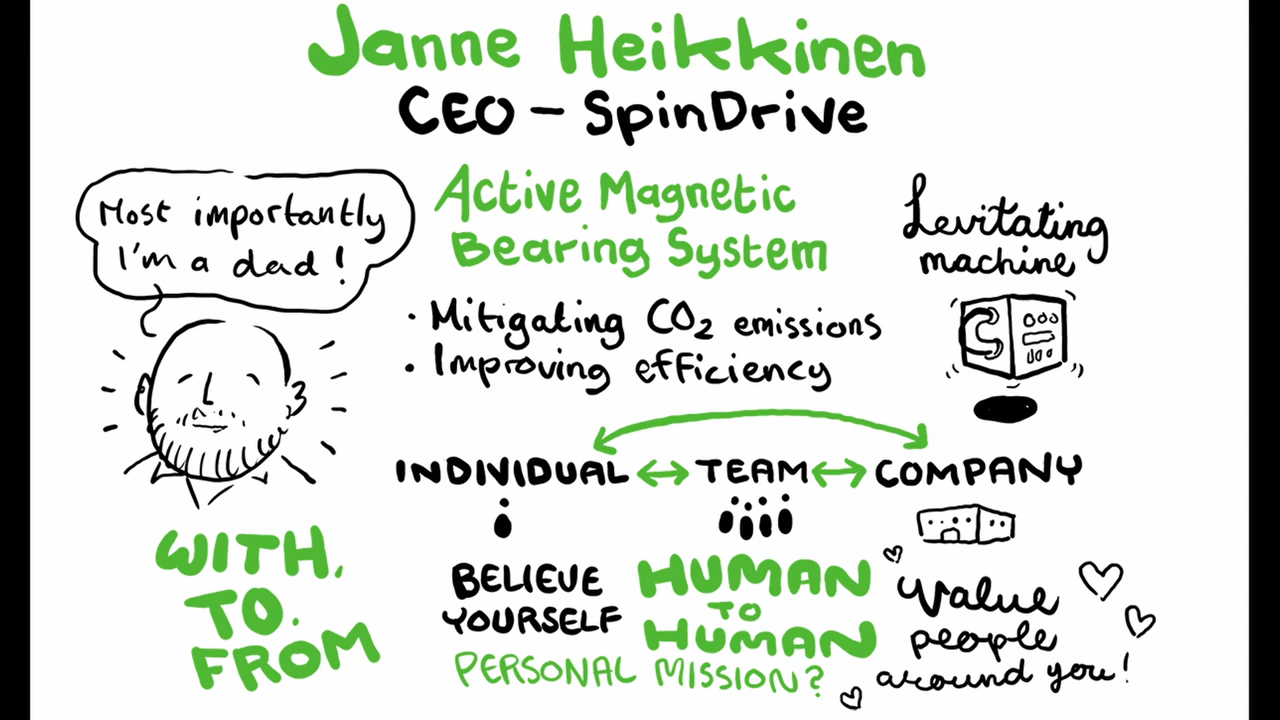 Janne Heikkinen
CEO – SpinDrive
Most importantly
I'm a dad!
Active Magnetic
Bearing System
· Mitigating CO₂ emissions
· Improving efficiency
Levitating
machine
INDIVIDUAL ↔ TEAM ↔ COMPANY
WITH.
TO.
FROM
BELIEVE
YOURSELF
HUMAN
TO
HUMAN
PERSONAL MISSION?
Value
people
around you!